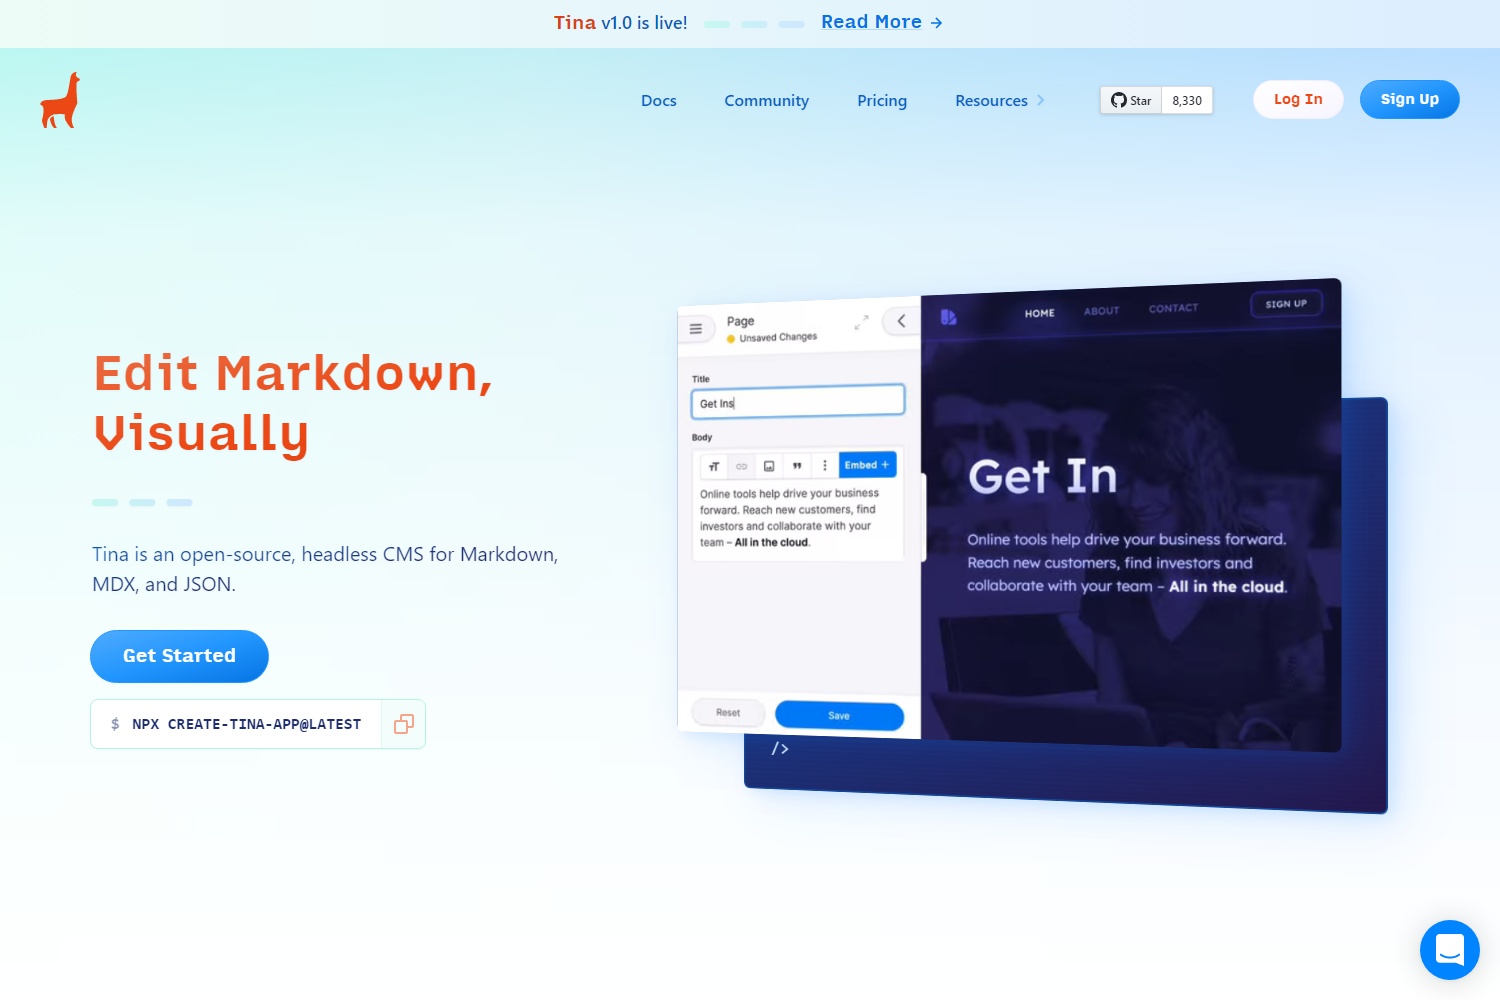 Tina v1.0 is live! Read More →
Docs Community Pricing Resources Star 8,330 Log In Sign Up
Edit Markdown,
Visually
Tina is an open-source, headless CMS for Markdown,
MDX, and JSON.
Get Started
$ NPX CREATE-TINA-APP@LATEST
Page
Unsaved Changes
Title
Get Ins
Body
Embed +
Online tools help drive your business
forward. Reach new customers, find
investors and collaborate with your
team – All in the cloud.
Reset Save
HOME ABOUT CONTACT SIGN UP
Get In
Online tools help drive your business forward.
Reach new customers, find investors and
collaborate with your team – All in the cloud.
/>